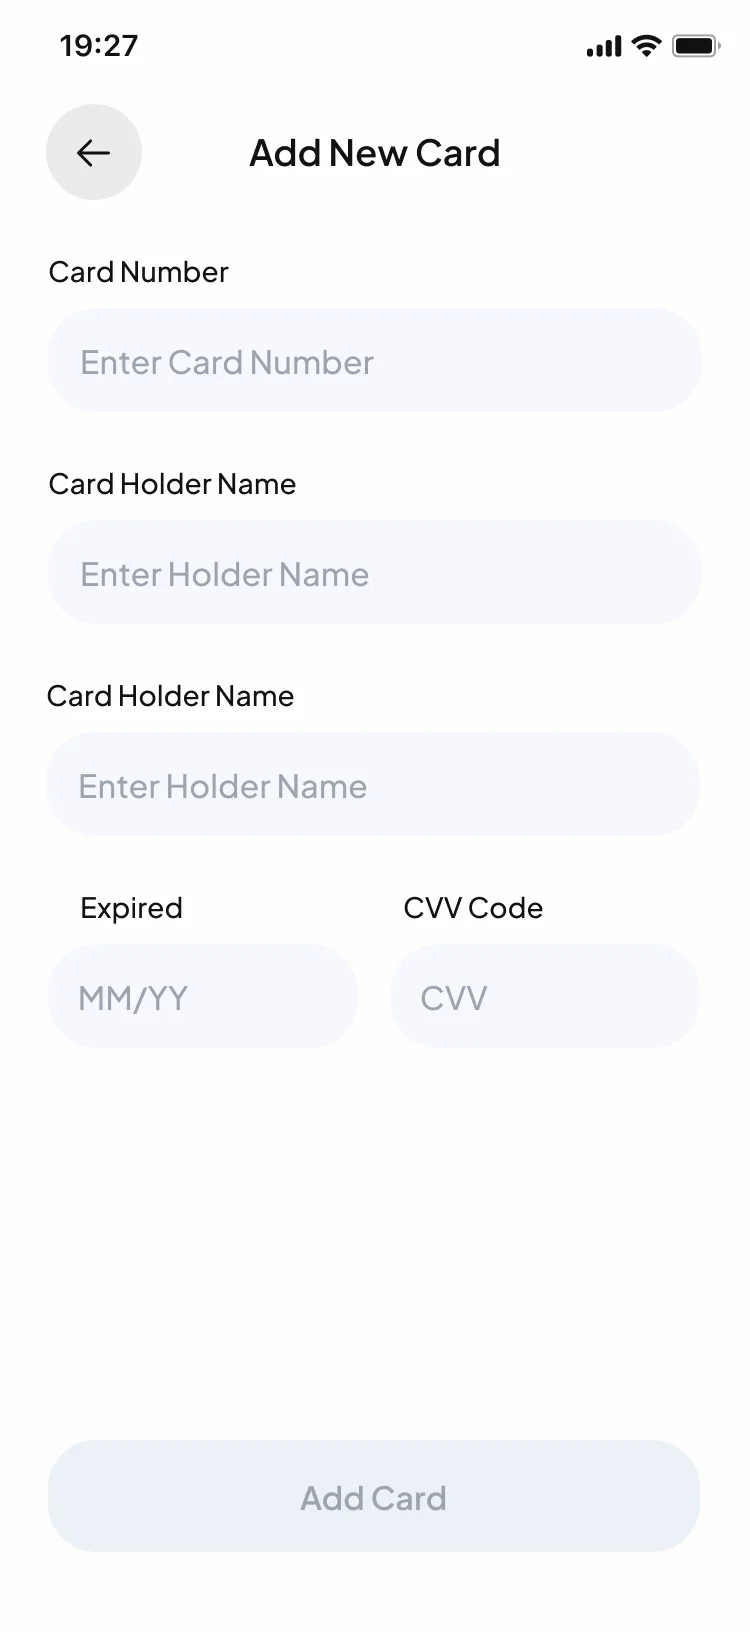 19:27
Add New Card
Card Number
Enter Card Number
Card Holder Name
Enter Holder Name
Card Holder Name
Enter Holder Name
Expired CVV Code
MM/YY CVV
Add Card